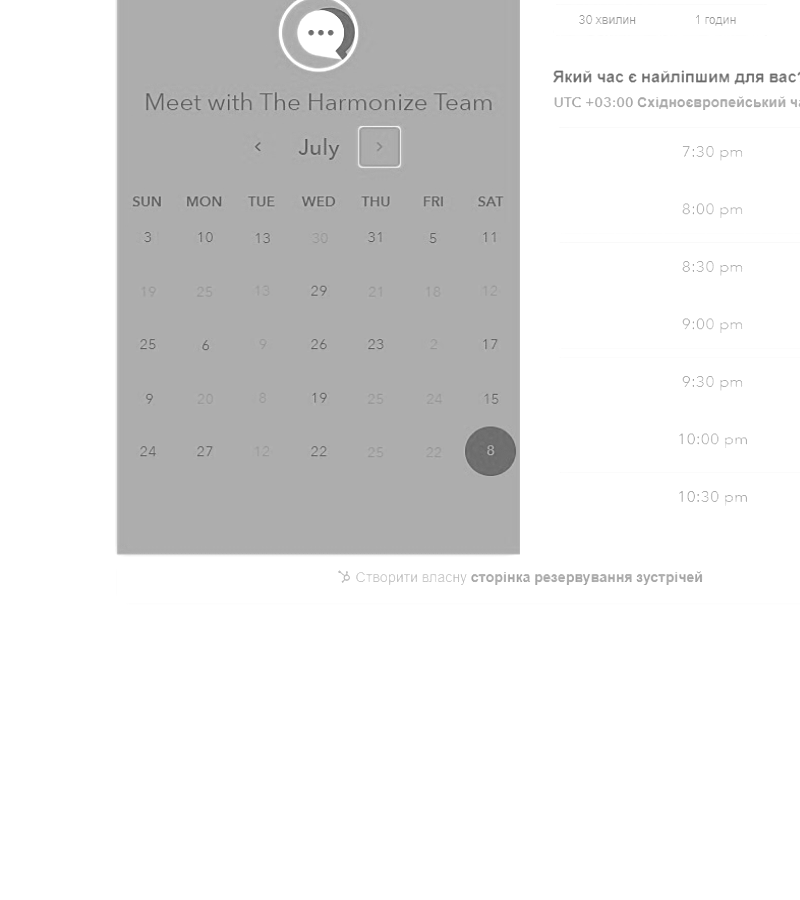 30 хвилин 1 годин
Meet with The Harmonize Team
July
SUN MON TUE WED THU FRI SAT
3 10 13 30 31 5 11
19 25 13 29 21 18 12
25 6 9 26 23 2 17
9 20 8 19 25 24 15
24 27 12 22 25 22 8
Який час є найліпшим для вас?
UTC +03:00 Східноєвропейський
7:30 pm
8:00 pm
8:30 pm
9:00 pm
9:30 pm
10:00 pm
10:30 pm
Створити власну сторінка резервування зустрічей